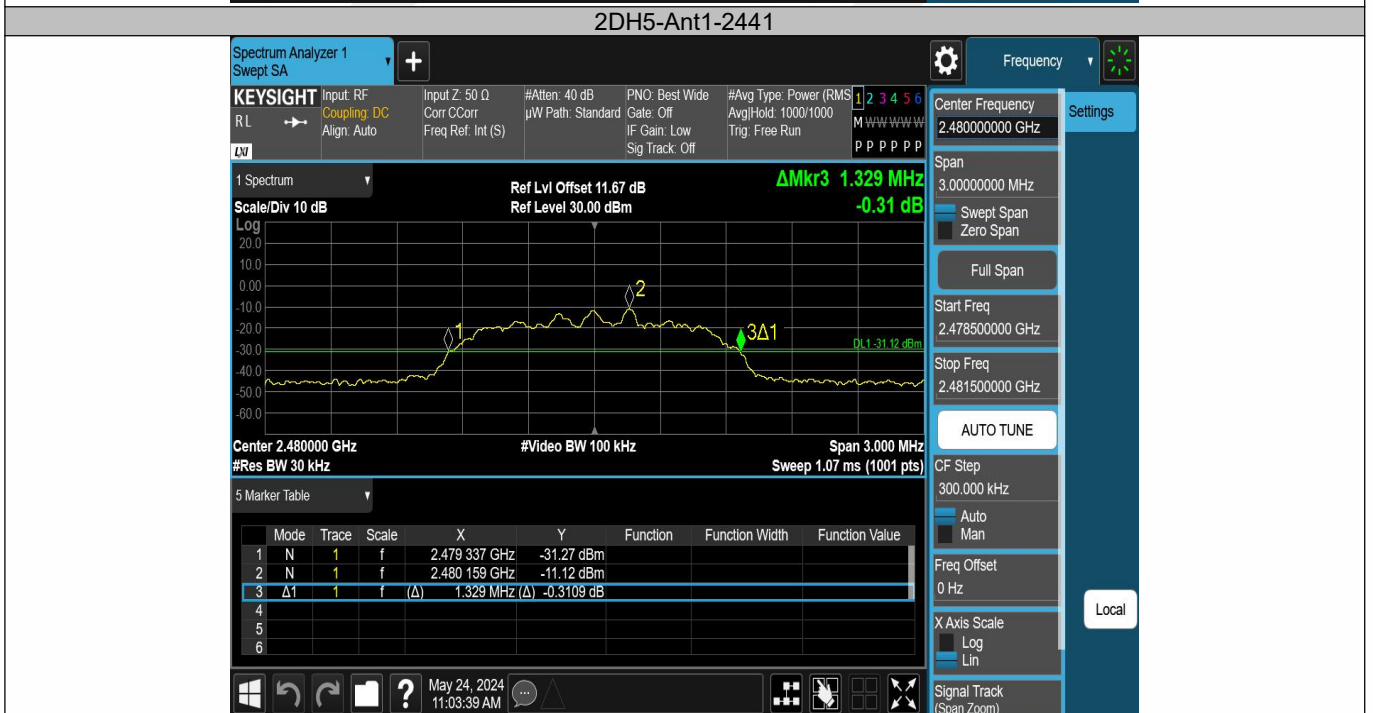 2DH5-Ant1-2441
Spectrum Analyzer 1
Swept SA
+
Frequency
KEYSIGHT
RL
LXI
Input: RF
Coupling: DC
Align: Auto
Input Z: 50 Ω
Corr CCorr
Freq Ref: Int (S)
#Atten: 40 dB
µW Path: Standard
PNO: Best Wide
Gate: Off
IF Gain: Low
Sig Track: Off
#Avg Type: Power (RMS
Avg|Hold: 1000/1000
Trig: Free Run
1 2 3 4 5 6
M W W W W W
P P P P P P
1 Spectrum
Scale/Div 10 dB
Ref Lvl Offset 11.67 dB
Ref Level 30.00 dBm
ΔMkr3 1.329 MHz
-0.31 dB
Log
20.0
10.0
0.00
-10.0
-20.0
-30.0
-40.0
-50.0
-60.0
1
2
3Δ1
DL1 -31.12 dBm
Center 2.480000 GHz
#Video BW 100 kHz
Span 3.000 MHz
#Res BW 30 kHz
Sweep 1.07 ms (1001 pts)
5 Marker Table
Mode Trace Scale X Y Function Function Width Function Value
1 N 1 f 2.479 337 GHz -31.27 dBm
2 N 1 f 2.480 159 GHz -11.12 dBm
3 Δ1 1 f (Δ) 1.329 MHz (Δ) -0.3109 dB
4
5
6
?
May 24, 2024
11:03:39 AM
Center Frequency
2.480000000 GHz
Settings
Span
3.00000000 MHz
Swept Span
Zero Span
Full Span
Start Freq
2.478500000 GHz
Stop Freq
2.481500000 GHz
AUTO TUNE
CF Step
300.000 kHz
Auto
Man
Freq Offset
0 Hz
Local
X Axis Scale
Log
Lin
Signal Track
(Span Zoom)